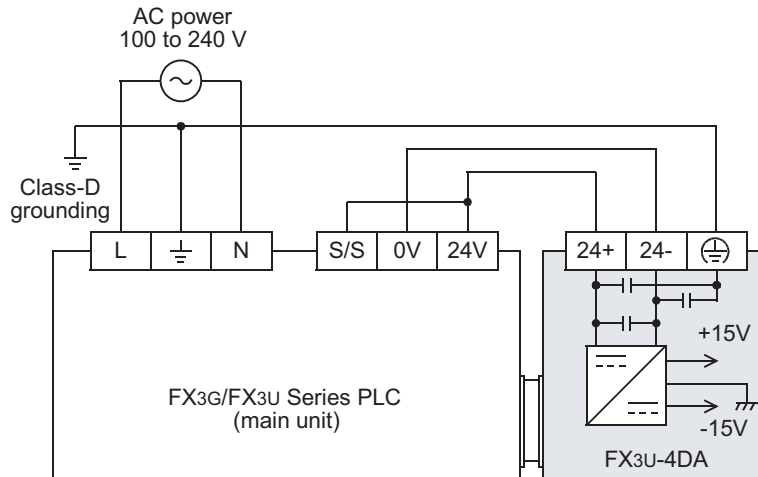 AC power
100 to 240 V
Class-D
grounding
L
N
S/S
0V
24V
24+
24-
+15V
-15V
FX3G/FX3U Series PLC
(main unit)
FX3U-4DA